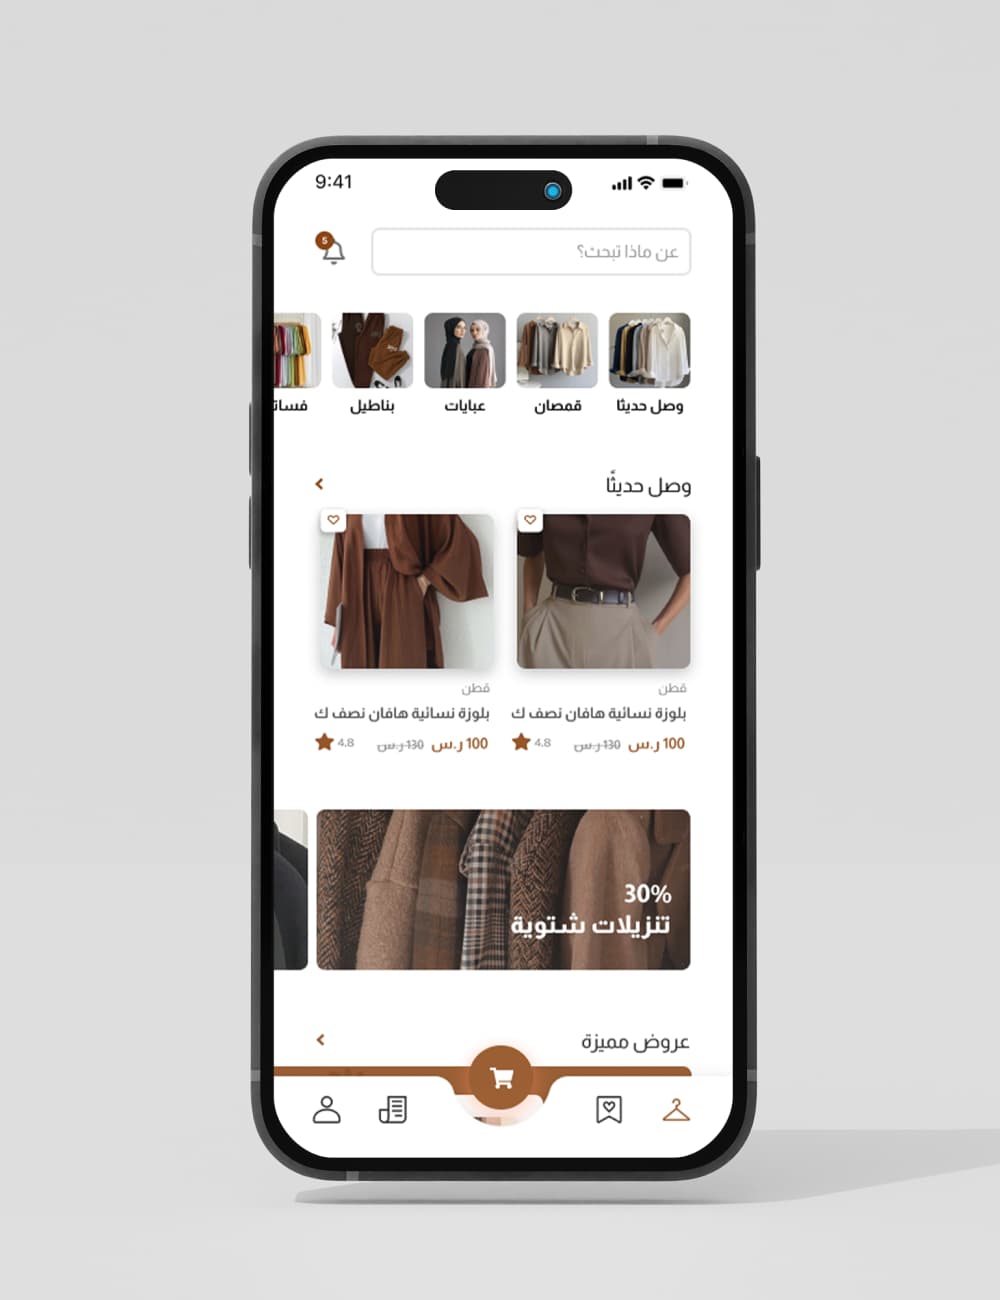 9:41
5
عن ماذا تبحث؟
وصل حديثا
قمصان
عبايات
بناطيل
فسات
وصل حديثًا
قطن
بلوزة نسائية هافان نصف ك
100 ر.س 130 ر.س 4.8
قطن
بلوزة نسائية هافان نصف ك
100 ر.س 130 ر.س 4.8
30%
تنزيلات شتوية
عروض مميزة